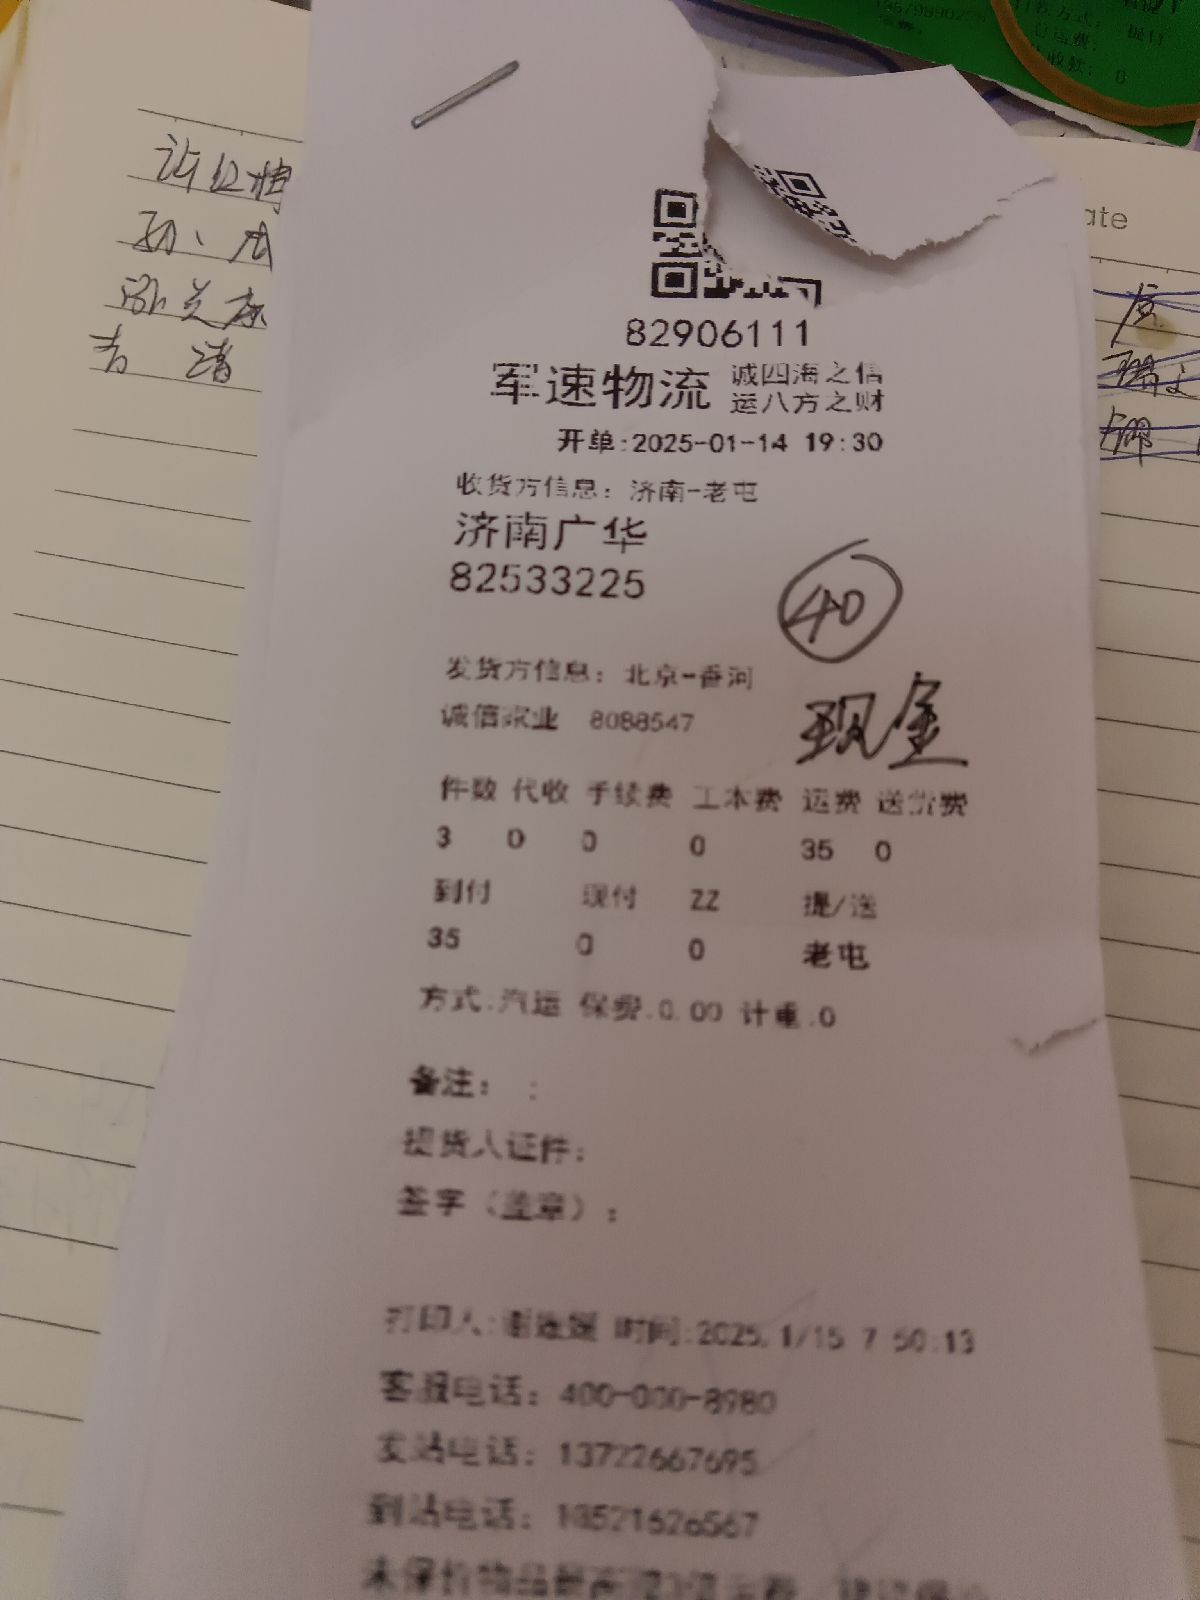 82906111
军速物流 诚四海之信
运八方之财
开单:2025-01-14 19:30
收货方信息：济南-老屯
济南广华
82533225
40
发货方信息：北京-香河
诚信家业 8088547
现金
件数 代收 手续费 工本费 运费 送货费
3 0 0 0 35 0
到付 现付 ZZ 提/送
35 0 0 老屯
方式:汽运 保费:0.00 计重:0
备注： :
提货人证件：
签字（盖章）：
打印人: 时间:2025/1/15 7:50:13
客服电话：400-000-8980
发站电话：13722667695
到站电话：18521626567
ate